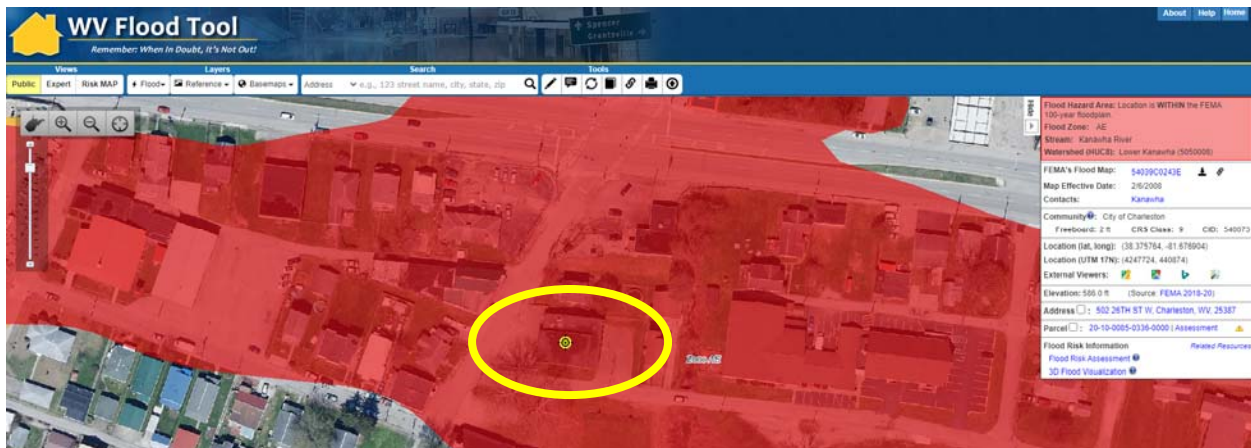 About Help Home
WV Flood Tool
Remember: When In Doubt, It's Not Out!
Spencer
Grantsville
Views Layers Search Tools
Public Expert Risk MAP Flood Reference Basemaps Address e.g., 123 street name, city, state, zip
Hide
Flood Hazard Area: Location is WITHIN the FEMA
100-year floodplain.
Flood Zone: AE
Stream: Kanawha River
Watershed (HUC8): Lower Kanawha (5050008)
FEMA's Flood Map: 54039C0243E
Map Effective Date: 2/6/2008
Contacts: Kanawha
Community: City of Charleston
Freeboard: 2 ft CRS Class: 9 CID: 540073
Location (lat, long): (38.375764, -81.676904)
Location (UTM 17N): (4247724, 440874)
External Viewers:
Elevation: 586.0 ft (Source: FEMA 2018-20)
Address : 502 26TH ST W, Charleston, WV, 25387
Parcel : 20-10-0085-0336-0000 | Assessment
Flood Risk Information Related Resources
Flood Risk Assessment
3D Flood Visualization
Zone AE